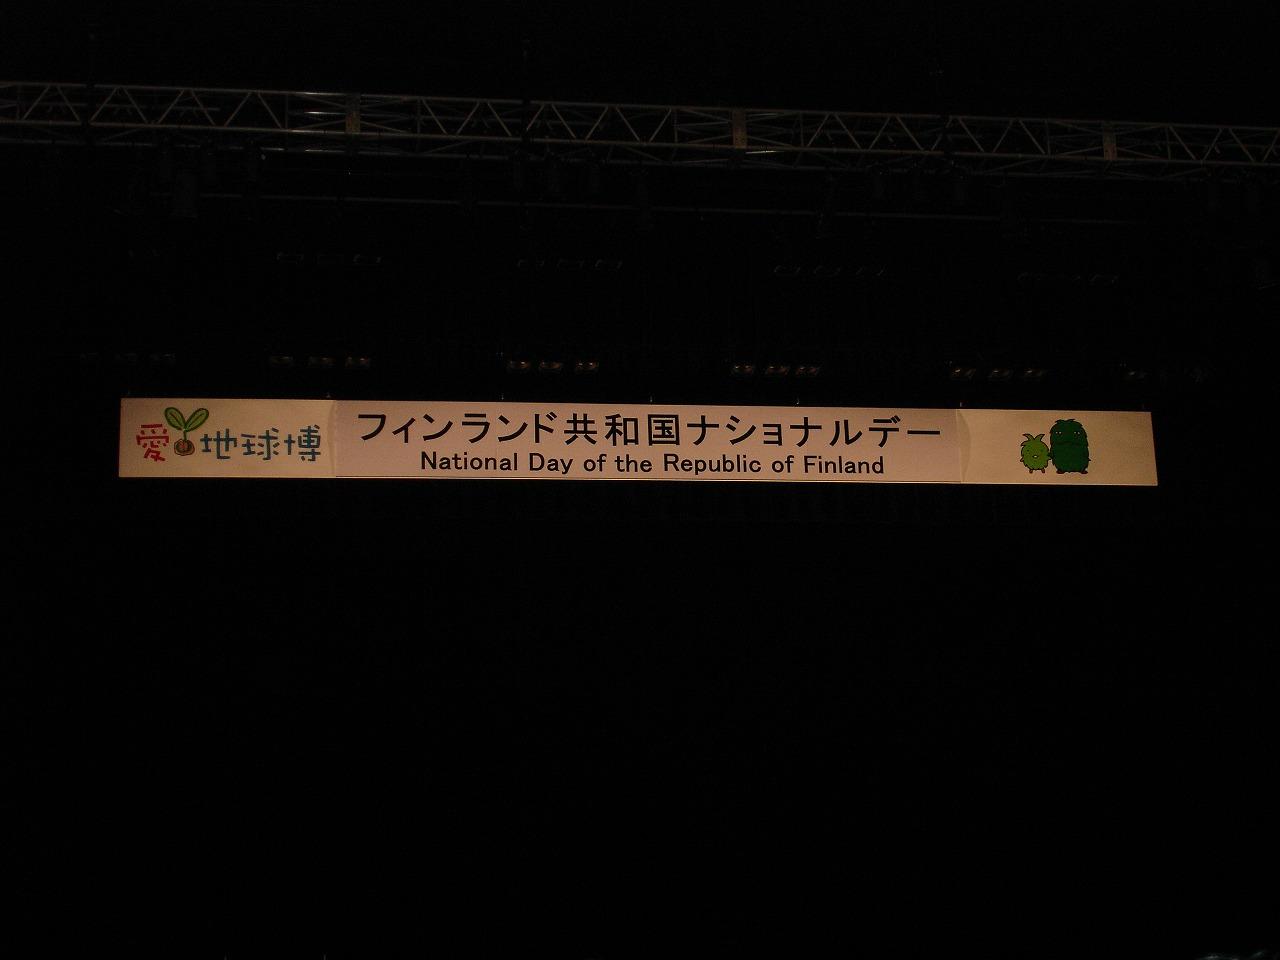 愛 地球博
フィンランド共和国ナショナルデー
National Day of the Republic of Finland